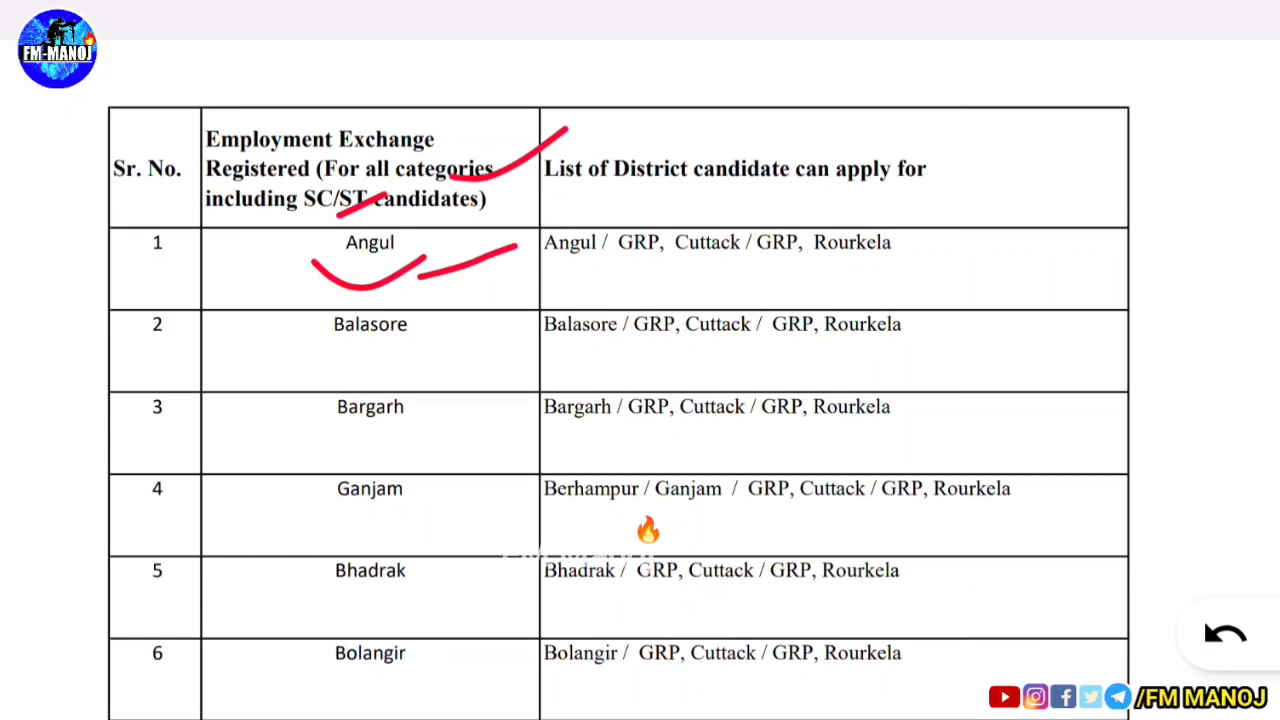 FM-MANOJ
Sr. No.
Employment Exchange
Registered (For all categories
including SC/ST candidates)
List of District candidate can apply for
1
Angul
Angul / GRP, Cuttack / GRP, Rourkela
2
Balasore
Balasore / GRP, Cuttack / GRP, Rourkela
3
Bargarh
Bargarh / GRP, Cuttack / GRP, Rourkela
4
Ganjam
Berhampur / Ganjam / GRP, Cuttack / GRP, Rourkela
5
Bhadrak
Bhadrak / GRP, Cuttack / GRP, Rourkela
6
Bolangir
Bolangir / GRP, Cuttack / GRP, Rourkela
/FM MANOJ